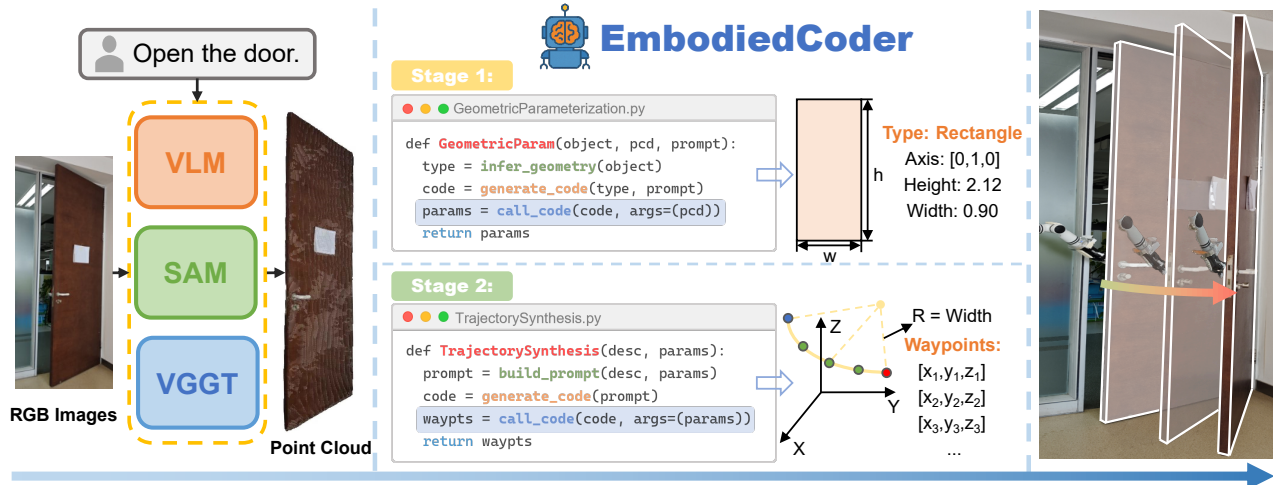 Open the door.
VLM
SAM
VGGT
RGB Images
Point Cloud
EmbodiedCoder
Stage 1:
GeometricParameterization.py
def GeometricParam(object, pcd, prompt):
type = infer_geometry(object)
code = generate_code(type, prompt)
params = call_code(code, args=(pcd))
return params
h
w
Type: Rectangle
Axis: [0,1,0]
Height: 2.12
Width: 0.90
Stage 2:
TrajectorySynthesis.py
def TrajectorySynthesis(desc, params):
prompt = build_prompt(desc, params)
code = generate_code(prompt)
waypts = call_code(code, args=(params))
return waypts
Z
Y
X
R = Width
Waypoints:
[x₁,y₁,z₁]
[x₂,y₂,z₂]
[x₃,y₃,z₃]
...